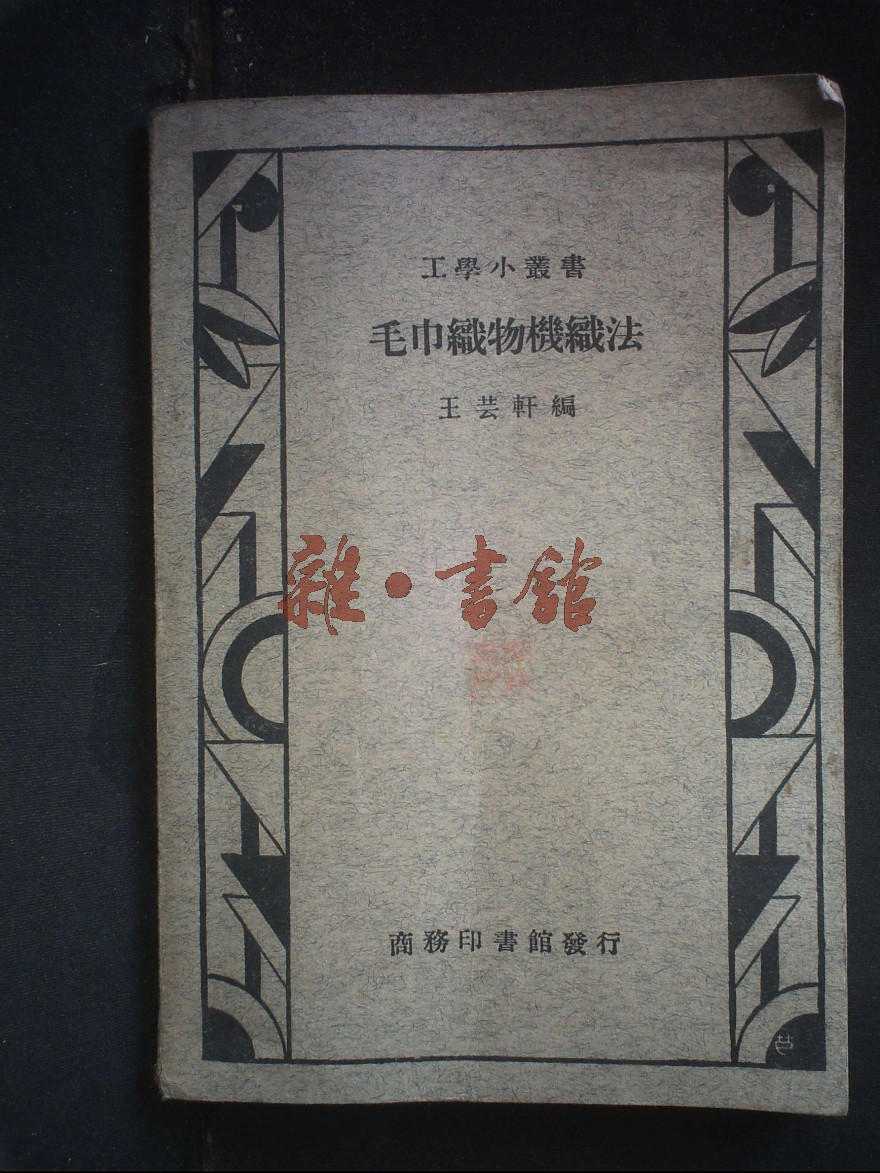 工學小叢書
毛巾織物機織法
王芸軒編
雜·書館
商務印書館發行